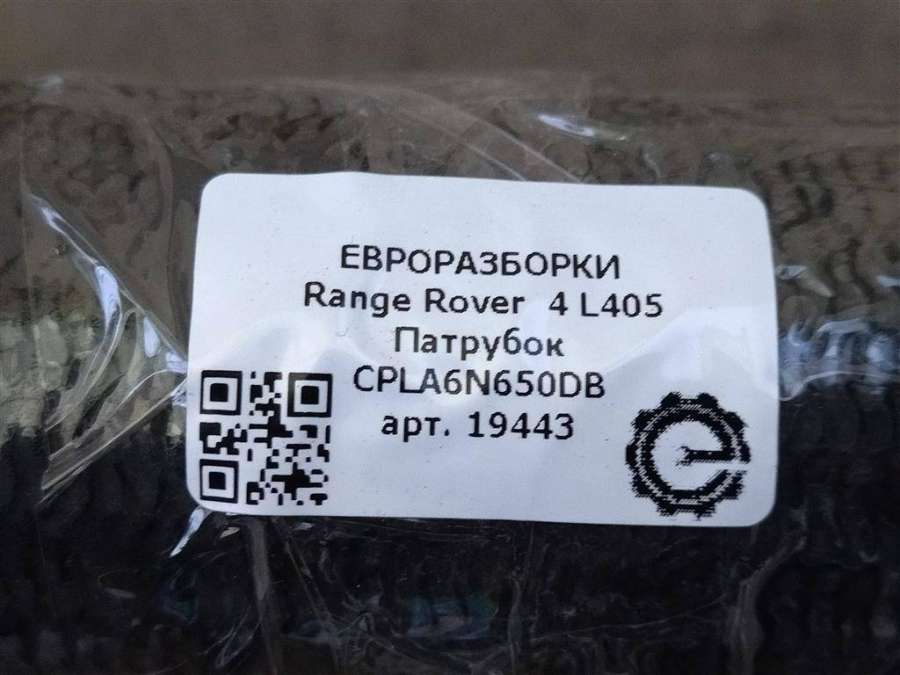 ЕВРОРАЗБОРКИ
Range Rover 4 L405
Патрубок
CPLA6N650DB
арт. 19443